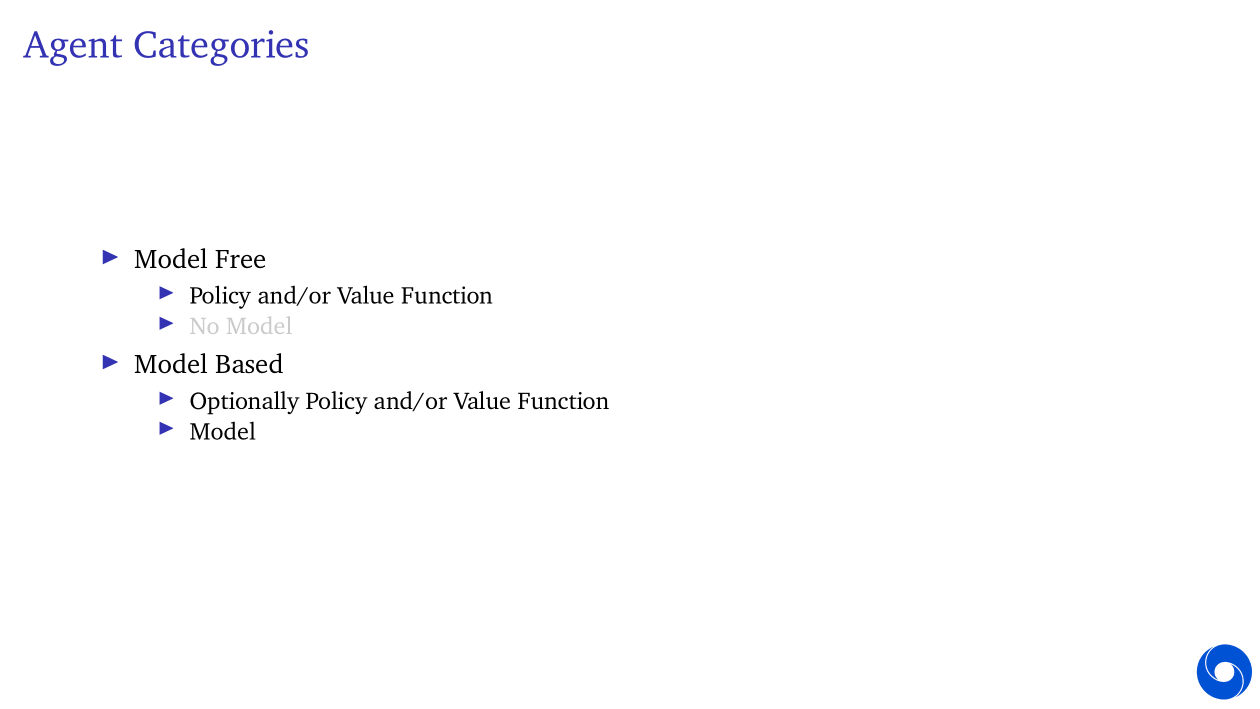 Agent Categories
Model Free
Policy and/or Value Function
No Model
Model Based
Optionally Policy and/or Value Function
Model